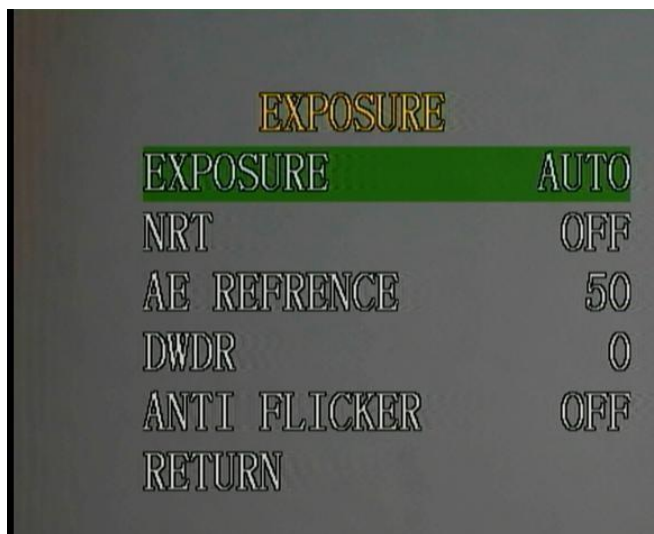 EXPOSURE
EXPOSURE AUTO
NRT OFF
AE REFRENCE 50
DWDR 0
ANTI FLICKER OFF
RETURN